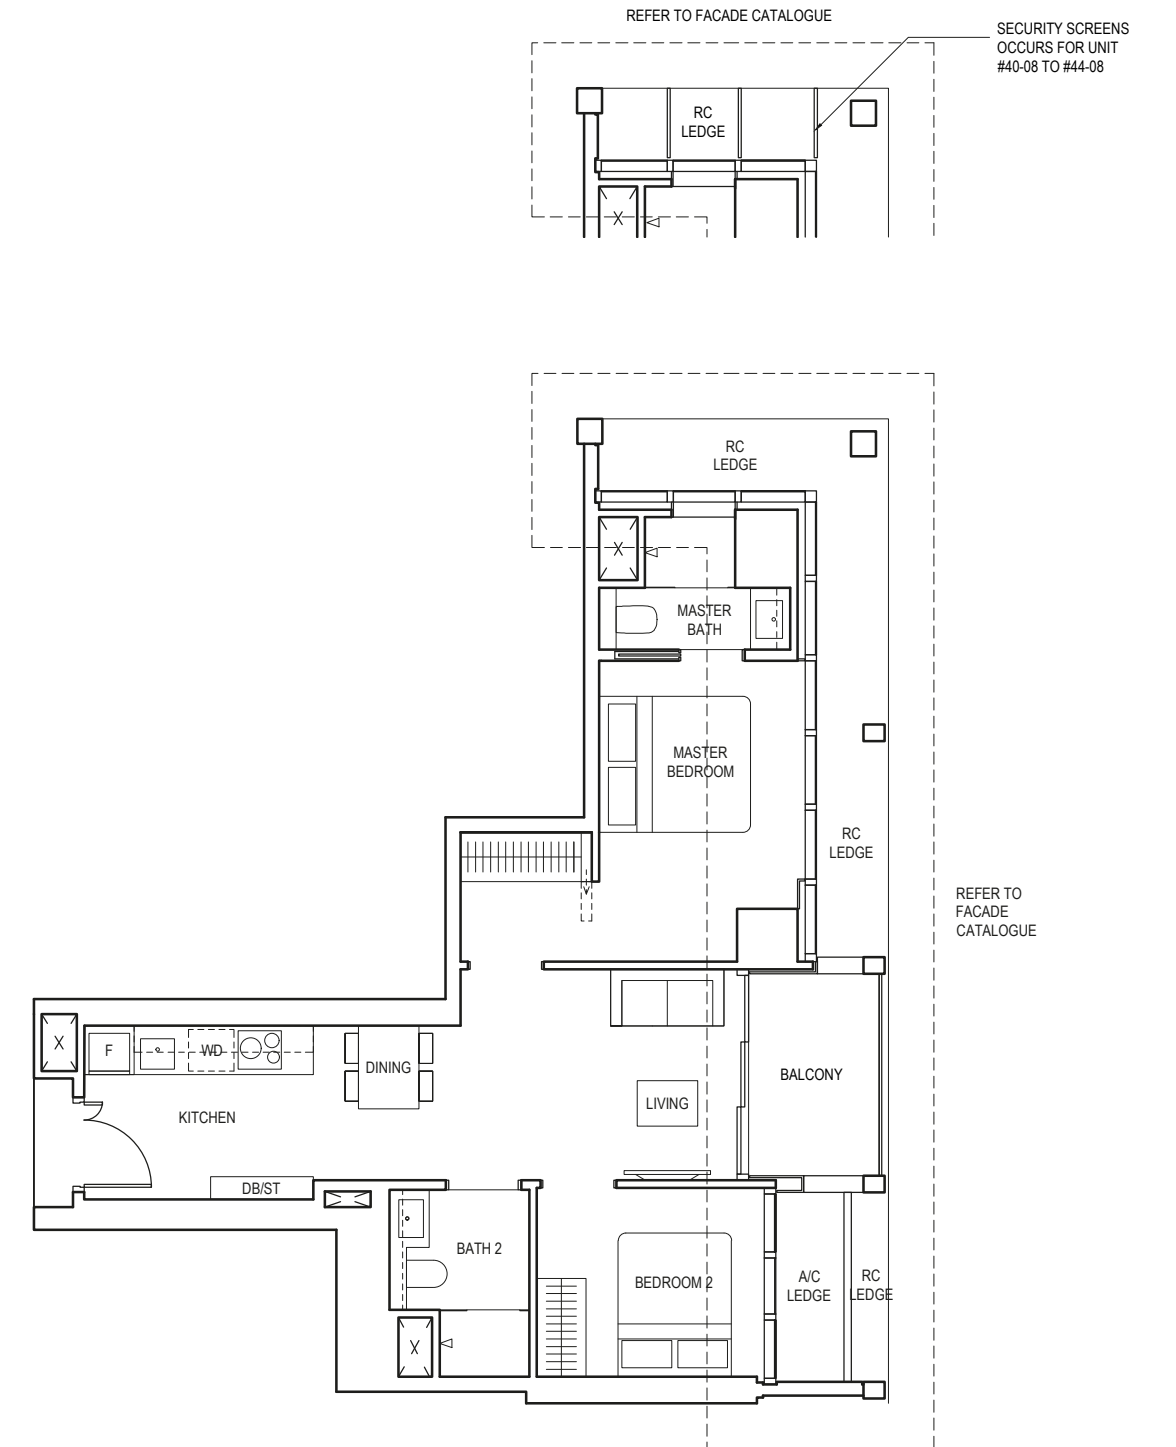 REFER TO FACADE CATALOGUE
SECURITY SCREENS
OCCURS FOR UNIT
#40-08 TO #44-08
RC
LEDGE
X
RC
LEDGE
X
MASTER
BATH
MASTER
BEDROOM
RC
LEDGE
REFER TO
FACADE
CATALOGUE
X
F
WD
DINING
BALCONY
LIVING
KITCHEN
DB/ST
BATH 2
BEDROOM 2
A/C
LEDGE
RC
LEDGE
X